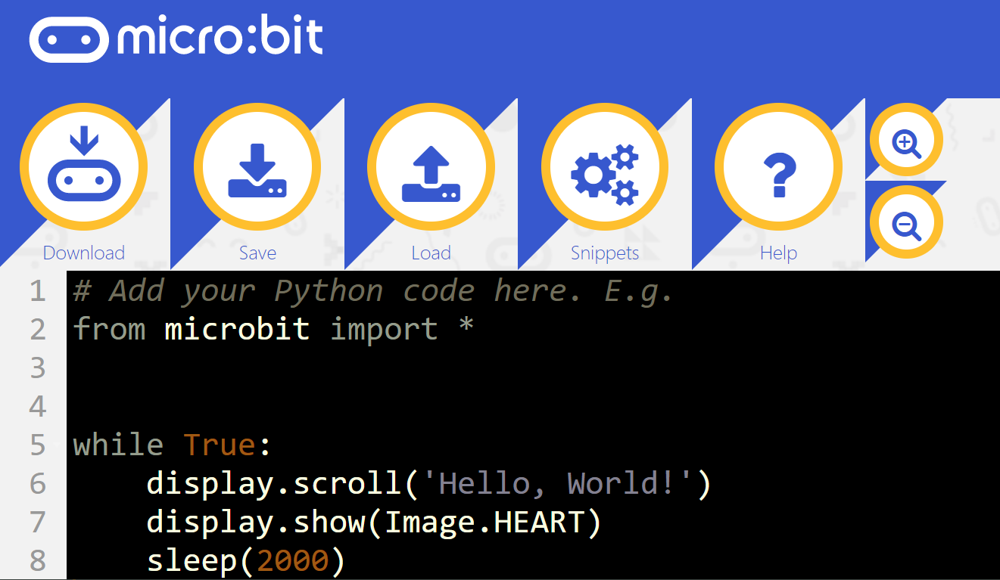 micro:bit
Download
Save
Load
Snippets
Help
1 # Add your Python code here. E.g.
2 from microbit import *
3
4
5 while True:
6     display.scroll('Hello, World!')
7     display.show(Image.HEART)
8     sleep(2000)